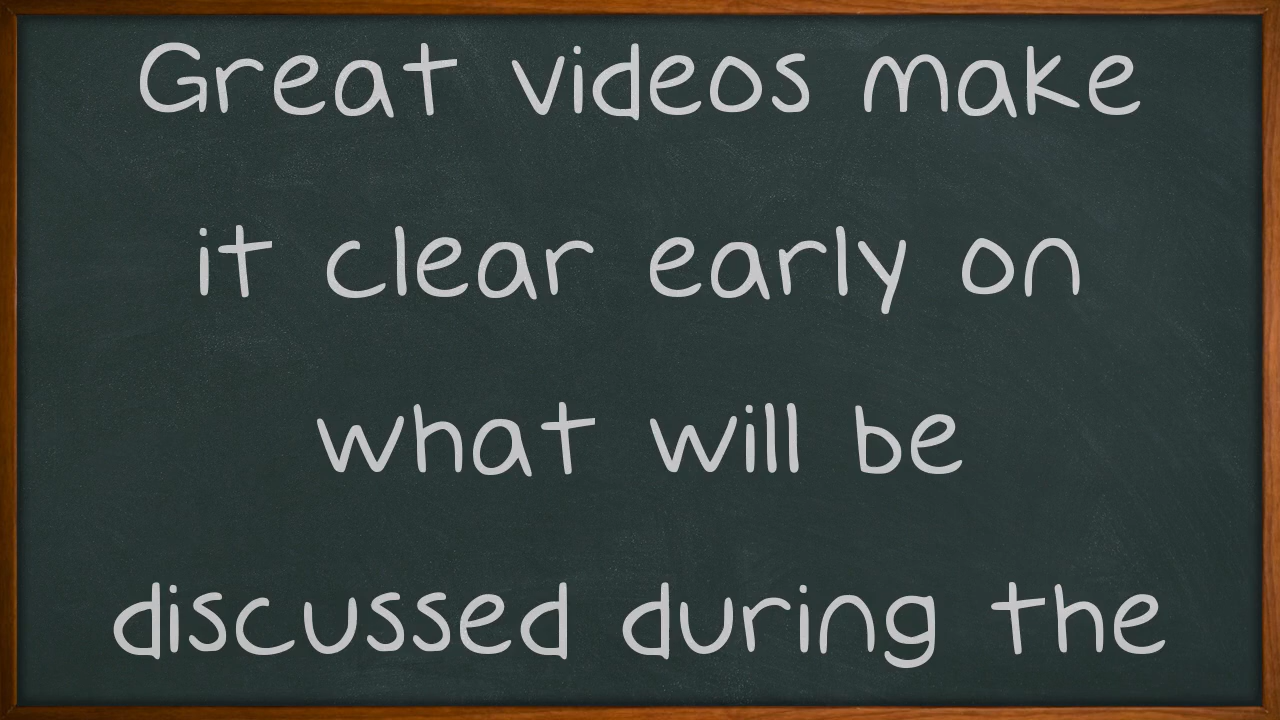 Great videos make
it clear early on
what will be
discussed during the